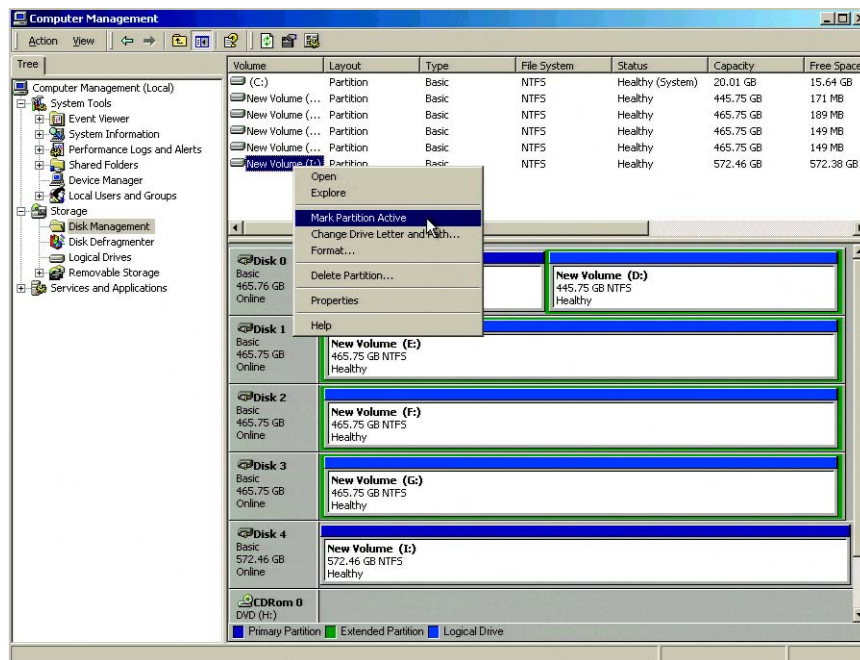 Computer Management
Action View
Tree
Computer Management (Local)
System Tools
Event Viewer
System Information
Performance Logs and Alerts
Shared Folders
Device Manager
Local Users and Groups
Storage
Disk Management
Disk Defragmenter
Logical Drives
Removable Storage
Services and Applications
Volume Layout Type File System Status Capacity Free Space
(C:) Partition Basic NTFS Healthy (System) 20.01 GB 15.64 GB
New Volume (... Partition Basic NTFS Healthy 445.75 GB 171 MB
New Volume (... Partition Basic NTFS Healthy 465.75 GB 189 MB
New Volume (... Partition Basic NTFS Healthy 465.75 GB 149 MB
New Volume (... Partition Basic NTFS Healthy 465.75 GB 149 MB
New Volume (I:) Partition Basic NTFS Healthy 572.46 GB 572.38 GB
Open
Explore
Mark Partition Active
Change Drive Letter and Path...
Format...
Delete Partition...
Properties
Help
Disk 0
Basic
465.76 GB
Online
New Volume (D:)
445.75 GB NTFS
Healthy
Disk 1
Basic
465.75 GB
Online
New Volume (E:)
465.75 GB NTFS
Healthy
Disk 2
Basic
465.75 GB
Online
New Volume (F:)
465.75 GB NTFS
Healthy
Disk 3
Basic
465.75 GB
Online
New Volume (G:)
465.75 GB NTFS
Healthy
Disk 4
Basic
572.46 GB
Online
New Volume (I:)
572.46 GB NTFS
Healthy
CDRom 0
DVD (H:)
Primary Partition Extended Partition Logical Drive